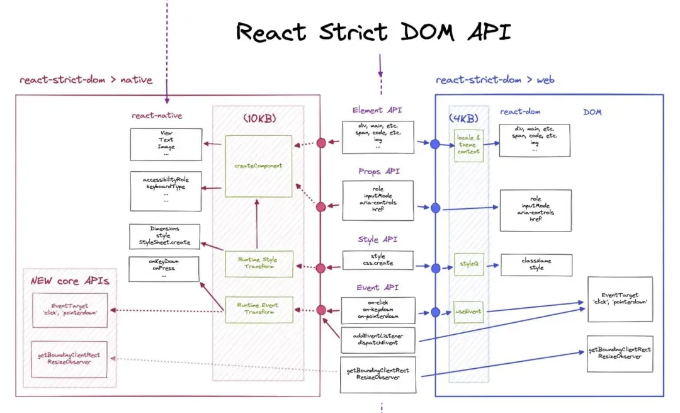 React Strict DOM API
react-strict-dom > native
react-strict-dom > web
react-native
(10KB)
Element API
(4KB)
react-dom
DOM
View
Text
Image
...
createComponent
div, main, etc.
span, code, etc.
img
...
locale &
theme
context
div, main, etc.
span, code, etc.
img
...
Props API
accessibilityRole
keyboardType
...
...
role
inputMode
aria-controls
href
role
inputMode
aria-controls
href
Style API
Dimensions
style
StyleSheet.create
Runtime Style
Transform
style
css.create
styleQ
className
style
onKeyDown
onPress
...
Event API
NEW core APIs
EventTarget
'click', 'pointerdown'
Runtime Event
Transform
on-click
on-keydown
on-pointerdown
useEvent
EventTarget
'click', 'pointerdown'
addEventListener
dispatchEvent
getBoundingClientRect
ResizeObserver
getBoundingClientRect
ResizeObserver
getBoundingClientRect
ResizeObserver